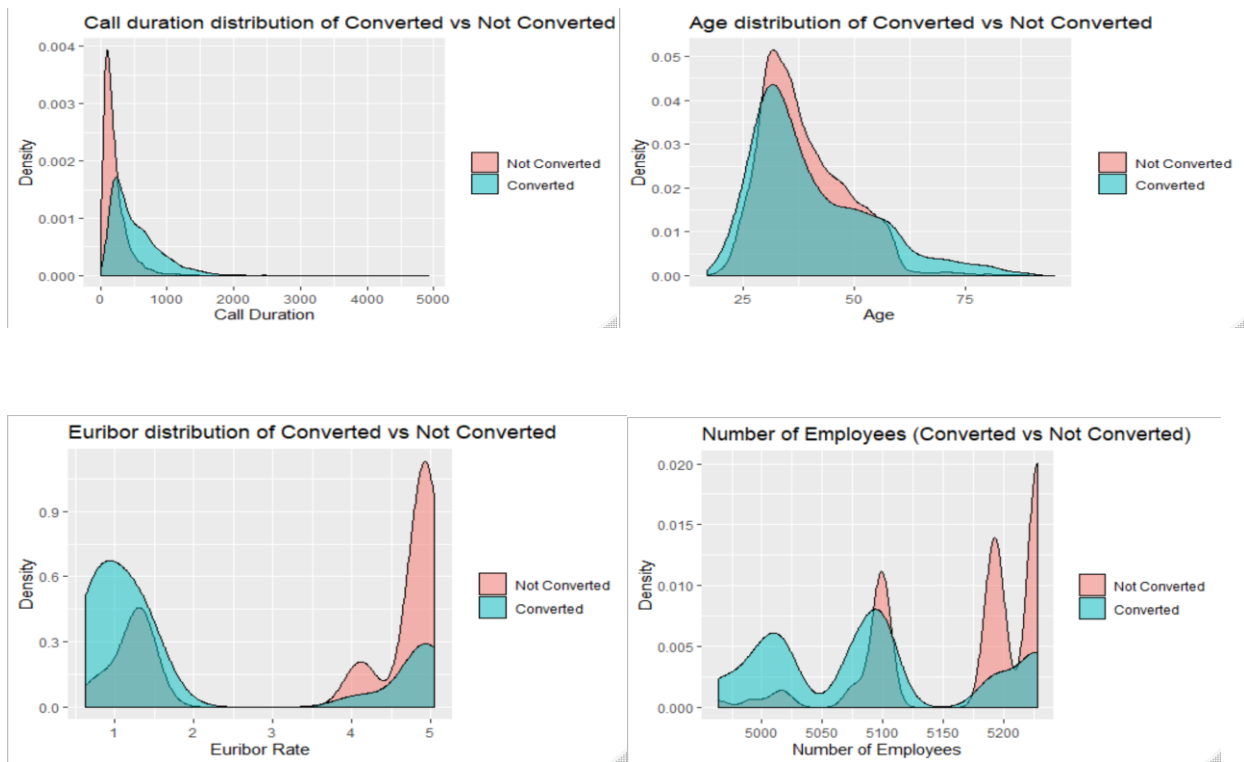 Call duration distribution of Converted vs Not Converted
0.004
0.003
0.002
0.001
0.000
Density
0
1000
2000
3000
4000
5000
Call Duration
Not Converted
Converted
Age distribution of Converted vs Not Converted
0.05
0.04
0.03
0.02
0.01
0.00
Density
25
50
75
Age
Not Converted
Converted
Euribor distribution of Converted vs Not Converted
0.9
0.6
0.3
0.0
Density
1
2
3
4
5
Euribor Rate
Not Converted
Converted
Number of Employees (Converted vs Not Converted)
0.020
0.015
0.010
0.005
0.000
Density
5000
5050
5100
5150
5200
Number of Employees
Not Converted
Converted